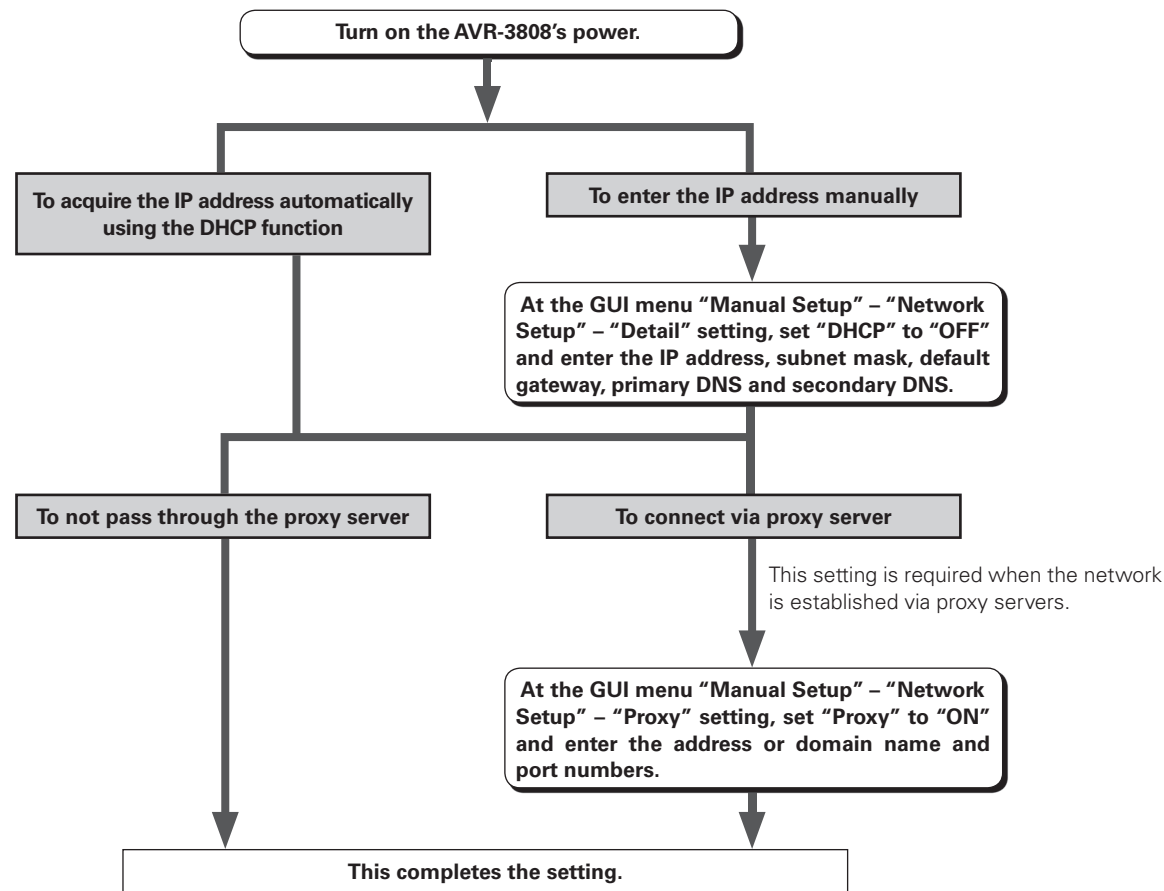 Turn on the AVR-3808's power.
To acquire the IP address automatically
using the DHCP function
To enter the IP address manually
At the GUI menu “Manual Setup” – “Network
Setup” – “Detail” setting, set “DHCP” to “OFF”
and enter the IP address, subnet mask, default
gateway, primary DNS and secondary DNS.
To not pass through the proxy server
To connect via proxy server
This setting is required when the network
is established via proxy servers.
At the GUI menu “Manual Setup” – “Network
Setup” – “Proxy” setting, set “Proxy” to “ON”
and enter the address or domain name and
port numbers.
This completes the setting.